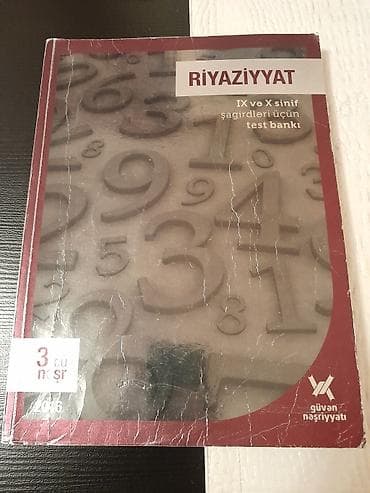 RİYAZİYYAT
IX və X sinif
şagirdləri üçün
test bankı
3-cü
nəşr
2016
güvən
nəşriyyatı